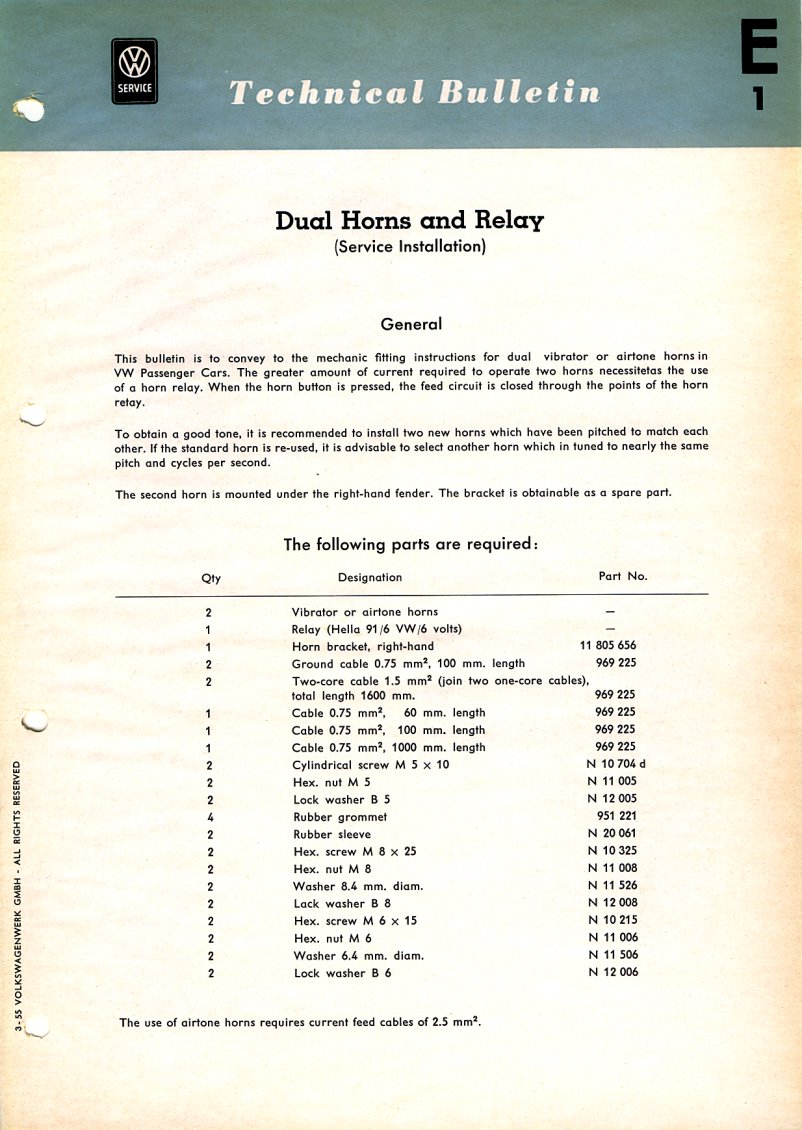 VW
SERVICE
Technical Bulletin
E
1
Dual Horns and Relay
(Service Installation)
General
This bulletin is to convey to the mechanic fitting instructions for dual vibrator or airtone horns in
VW Passenger Cars. The greater amount of current required to operate two horns necessitetas the use
of a horn relay. When the horn button is pressed, the feed circuit is closed through the points of the horn
retay.
To obtain a good tone, it is recommended to install two new horns which have been pitched to match each
other. If the standard horn is re-used, it is advisable to select another horn which in tuned to nearly the same
pitch and cycles per second.
The second horn is mounted under the right-hand fender. The bracket is obtainable as a spare part.
The following parts are required:
Qty Designation Part No.
2 Vibrator or airtone horns —
1 Relay (Hella 91/6 VW/6 volts) —
1 Horn bracket, right-hand 11 805 656
2 Ground cable 0.75 mm², 100 mm. length 969 225
2 Two-core cable 1.5 mm² (join two one-core cables),
total length 1600 mm. 969 225
1 Cable 0.75 mm², 60 mm. length 969 225
1 Cable 0.75 mm², 100 mm. length 969 225
1 Cable 0.75 mm², 1000 mm. length 969 225
2 Cylindrical screw M 5 × 10 N 10 704 d
2 Hex. nut M 5 N 11 005
2 Lock washer B 5 N 12 005
4 Rubber grommet 951 221
2 Rubber sleeve N 20 061
2 Hex. screw M 8 × 25 N 10 325
2 Hex. nut M 8 N 11 008
2 Washer 8.4 mm. diam. N 11 526
2 Lack washer B 8 N 12 008
2 Hex. screw M 6 × 15 N 10 215
2 Hex. nut M 6 N 11 006
2 Washer 6.4 mm. diam. N 11 506
2 Lock washer B 6 N 12 006
The use of airtone horns requires current feed cables of 2.5 mm².
3-55 VOLKSWAGENWERK GMBH - ALL RIGHTS RESERVED